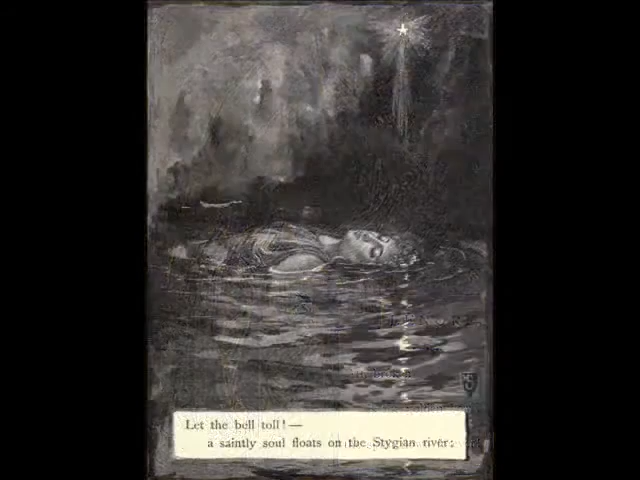 Let the bell toll!—
a saintly soul floats on the Stygian river;